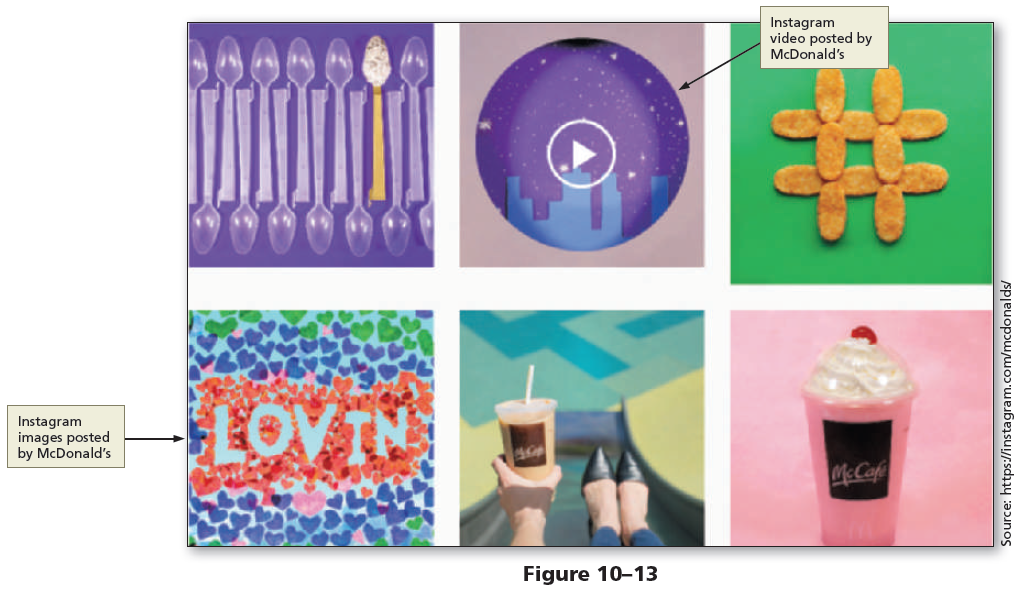 Instagram
video posted by
McDonald's
LOVIN'
Instagram
images posted
by McDonald's
McCafé
McCafé
Source: https://instagram.com/mcdonalds/
Figure 10–13